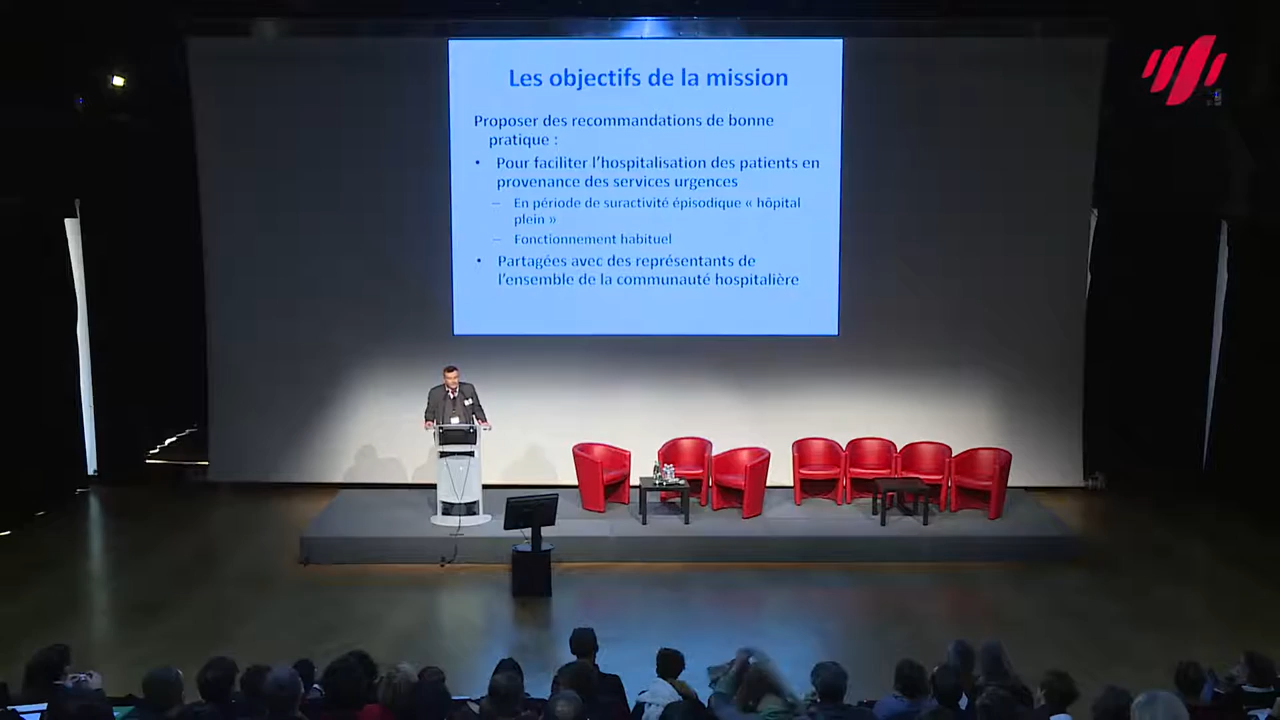 Les objectifs de la mission
Proposer des recommandations de bonne
pratique :
• Pour faciliter l'hospitalisation des patients en
provenance des services urgences
– En période de suractivité épisodique « hôpital
plein »
– Fonctionnement habituel
• Partagées avec des représentants de
l'ensemble de la communauté hospitalière